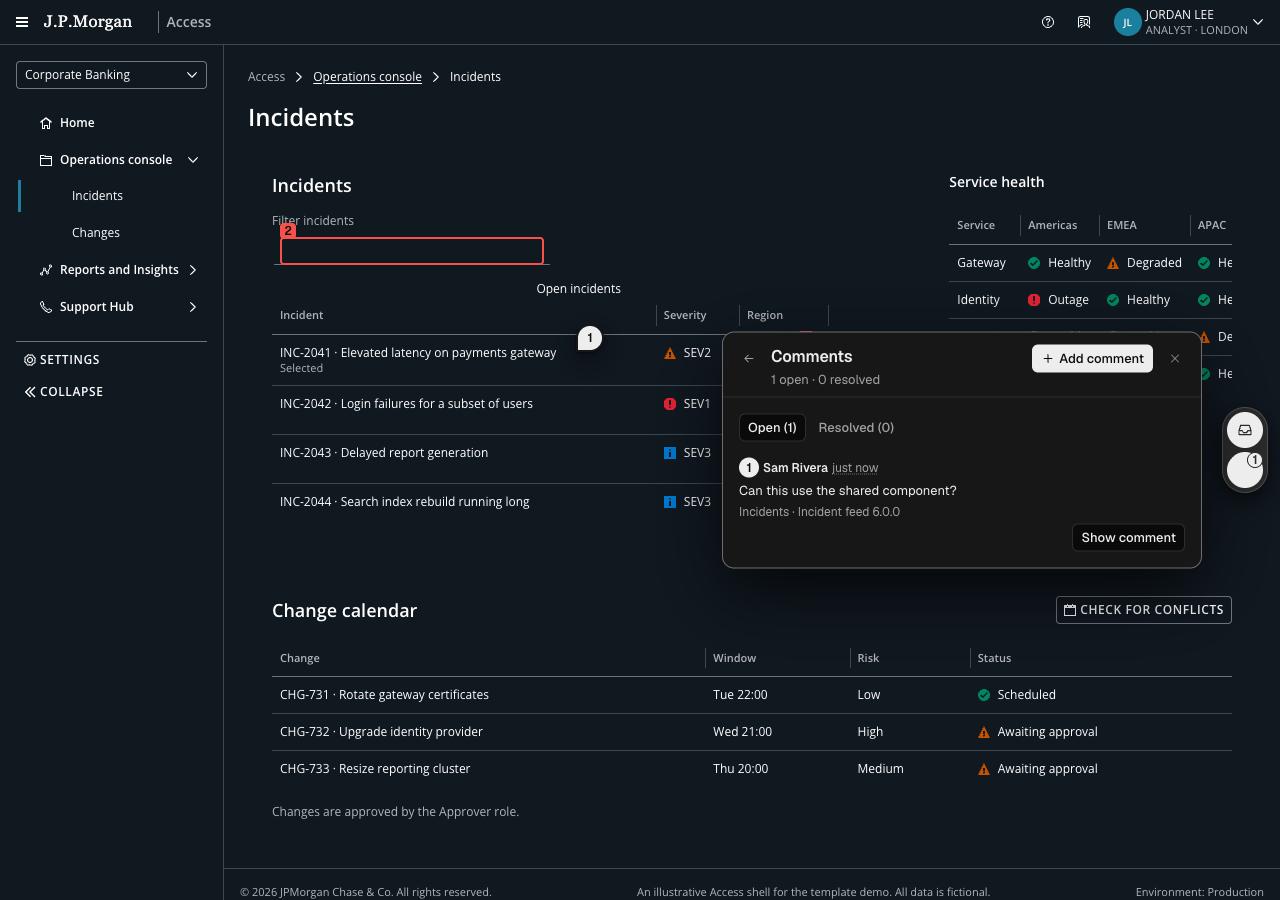 J.P.Morgan
Access
JL
JORDAN LEE
ANALYST · LONDON
Corporate Banking
Home
Operations console
Incidents
Changes
Reports and Insights
Support Hub
SETTINGS
COLLAPSE
Access
Operations console
Incidents
Incidents
Incidents
Filter incidents
2
Open incidents
Incident
Severity
Region
1
INC-2041 · Elevated latency on payments gateway
Selected
SEV2
INC-2042 · Login failures for a subset of users
SEV1
INC-2043 · Delayed report generation
SEV3
INC-2044 · Search index rebuild running long
SEV3
Service health
Service
Americas
EMEA
APAC
Gateway
Healthy
Degraded
He
Identity
Outage
Healthy
He
De
He
Comments
1 open · 0 resolved
Add comment
Open (1)
Resolved (0)
1
Sam Rivera just now
Can this use the shared component?
Incidents · Incident feed 6.0.0
Show comment
1
Change calendar
CHECK FOR CONFLICTS
Change
Window
Risk
Status
CHG-731 · Rotate gateway certificates
Tue 22:00
Low
Scheduled
CHG-732 · Upgrade identity provider
Wed 21:00
High
Awaiting approval
CHG-733 · Resize reporting cluster
Thu 20:00
Medium
Awaiting approval
Changes are approved by the Approver role.
© 2026 JPMorgan Chase & Co. All rights reserved.
An illustrative Access shell for the template demo. All data is fictional.
Environment: Production